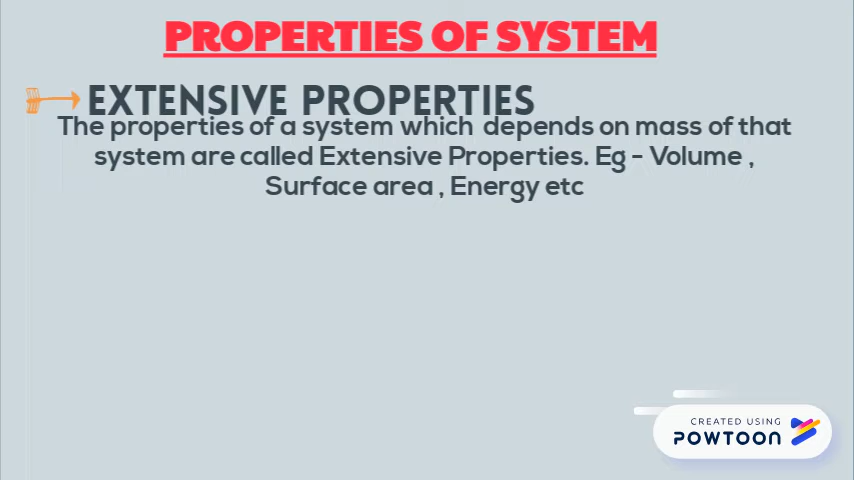 PROPERTIES OF SYSTEM
EXTENSIVE PROPERTIES
The properties of a system which depends on mass of that
system are called Extensive Properties. Eg - Volume ,
Surface area , Energy etc
CREATED USING
POWTOON